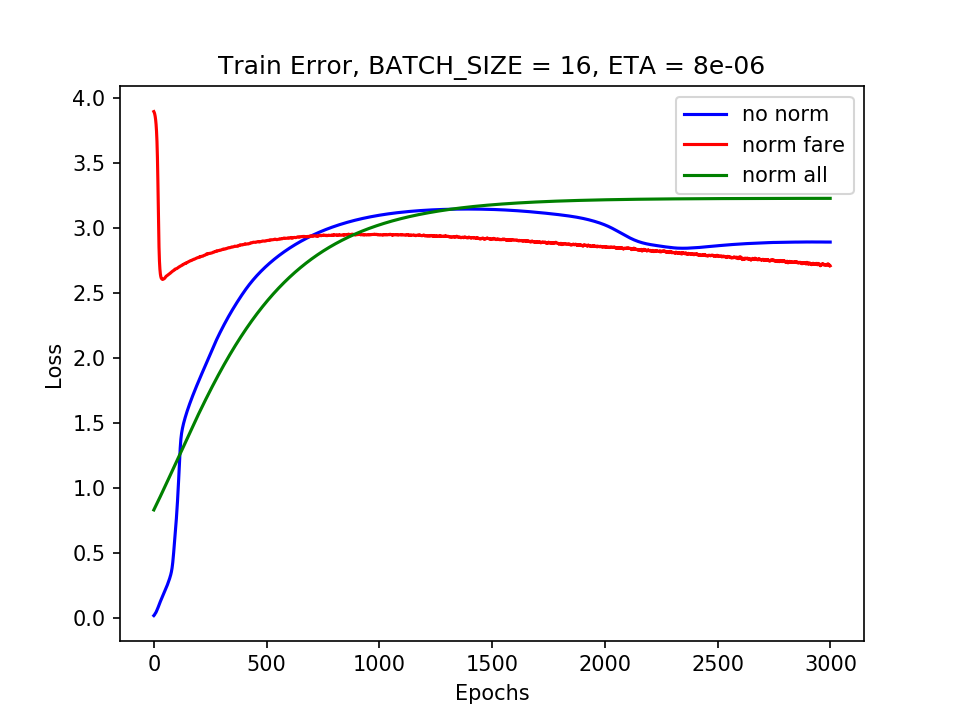 Train Error, BATCH_SIZE = 16, ETA = 8e-06
4.0
3.5
3.0
2.5
2.0
1.5
1.0
0.5
0.0
Loss
no norm
norm fare
norm all
0 500 1000 1500 2000 2500 3000
Epochs